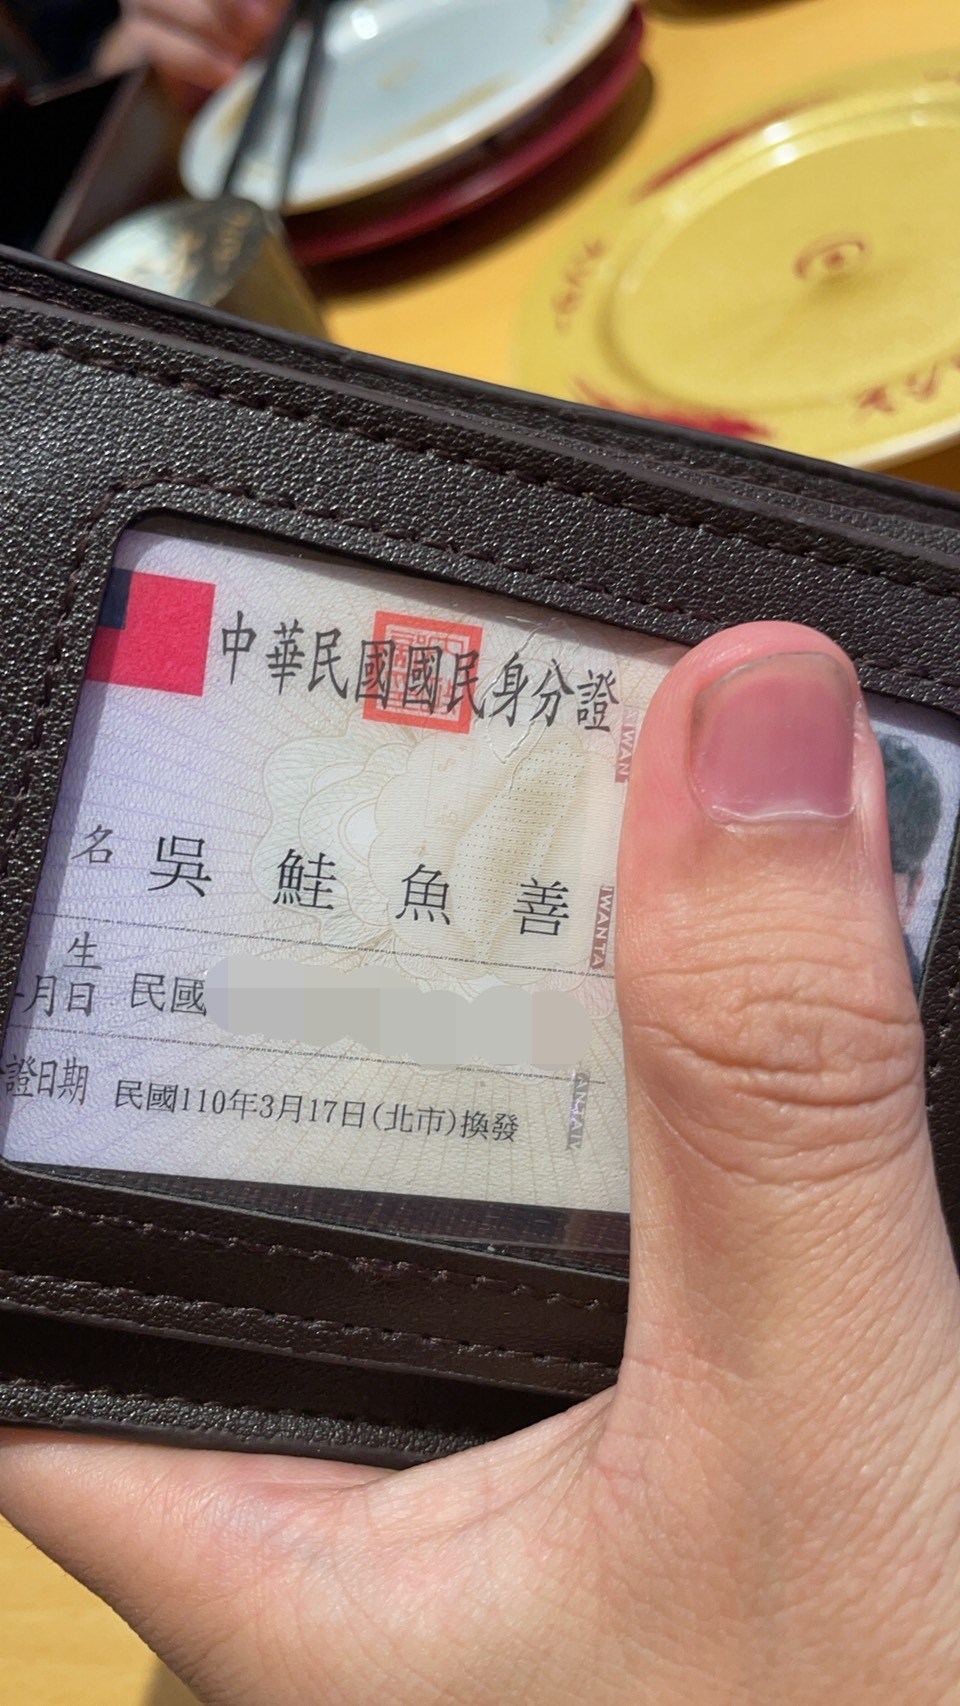 中華民國國民身分證
名 吳鮭魚善
生
月日 民國
證日期 民國110年3月17日(北市)換發